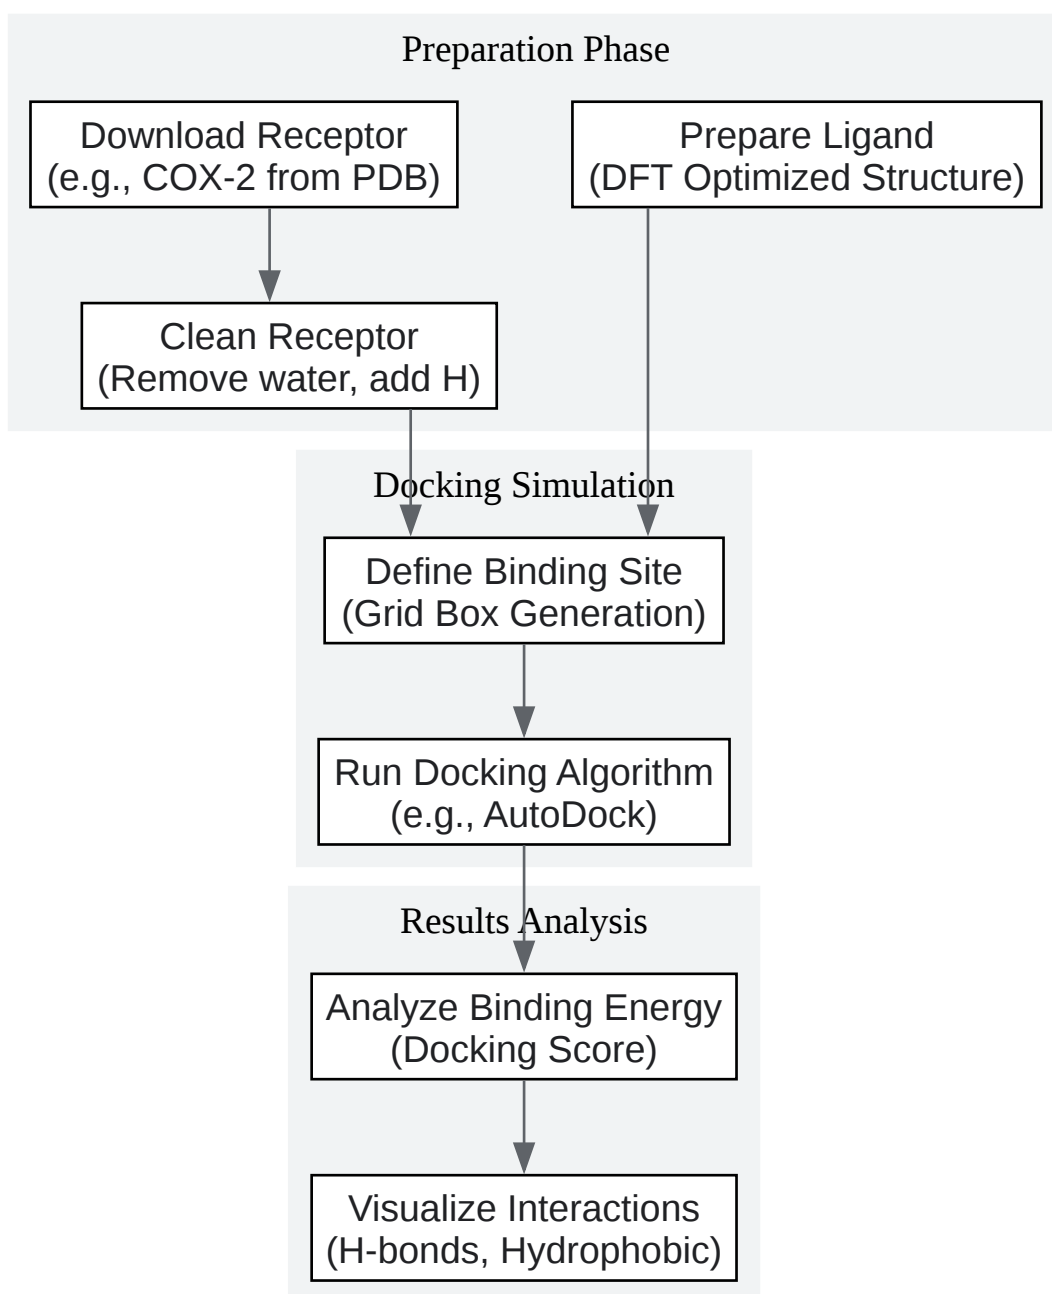 Preparation Phase
Download Receptor
(e.g., COX-2 from PDB)
Prepare Ligand
(DFT Optimized Structure)
Clean Receptor
(Remove water, add H)
Docking Simulation
Define Binding Site
(Grid Box Generation)
Run Docking Algorithm
(e.g., AutoDock)
Results Analysis
Analyze Binding Energy
(Docking Score)
Visualize Interactions
(H-bonds, Hydrophobic)